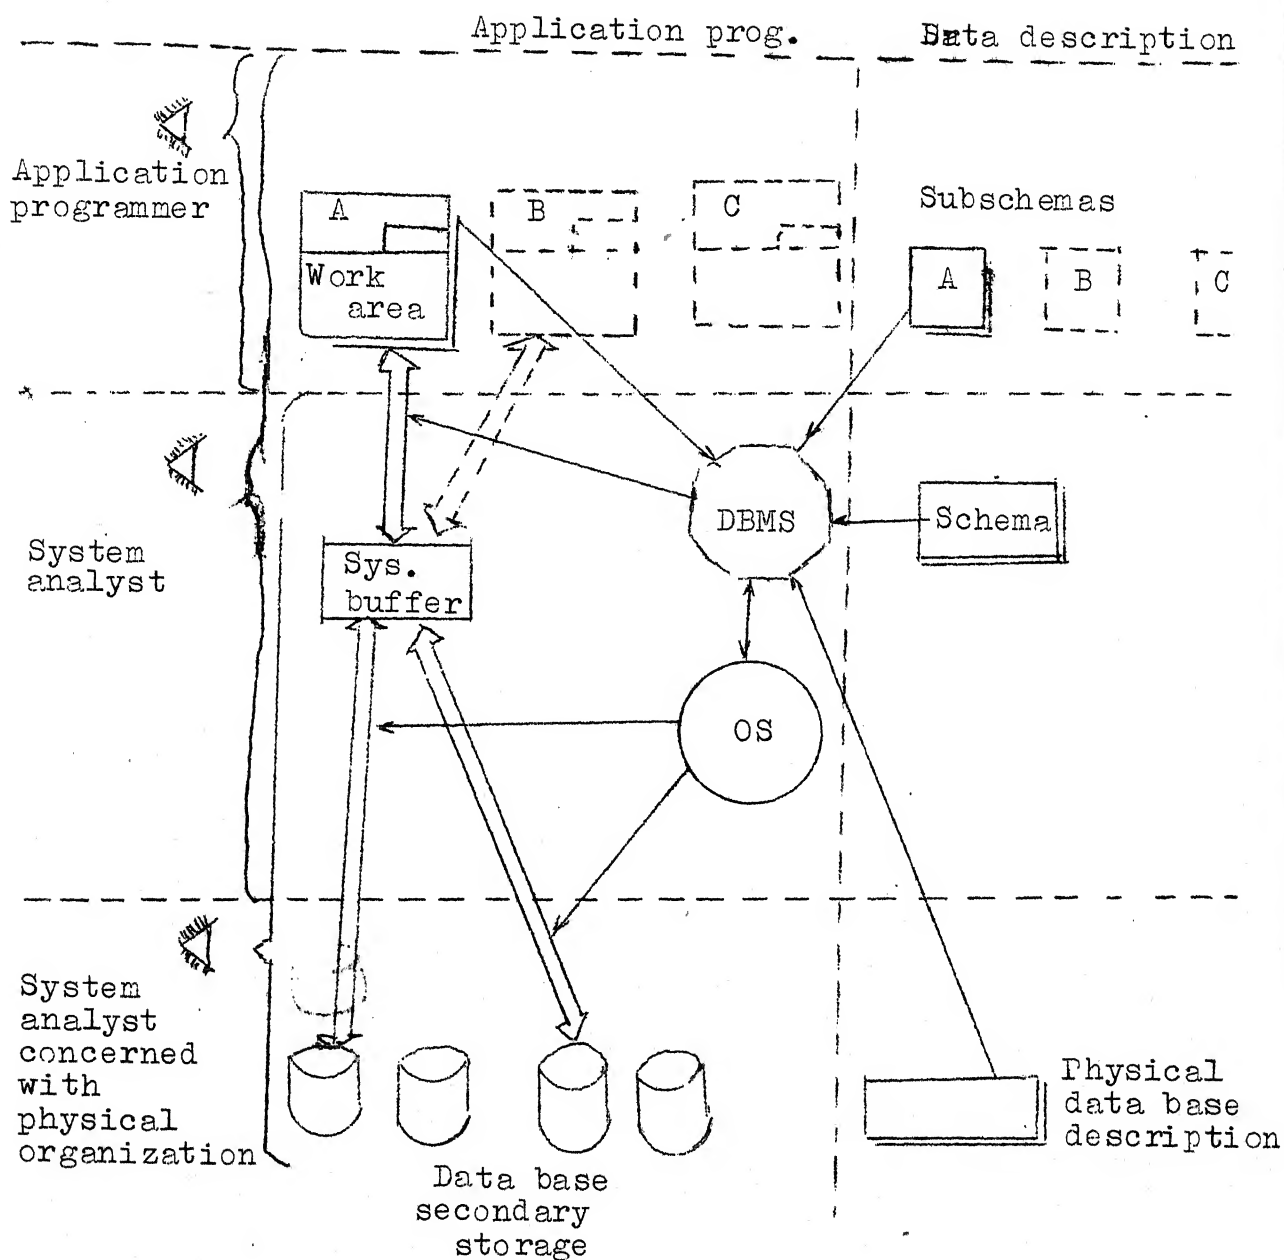 Application prog.
Data description
Application
programmer
A
B
C
Work
area
Subschemas
A
B
C
System
analyst
DBMS
Schema
Sys.
buffer
OS
System
analyst
concerned
with
physical
organization
Physical
data base
description
Data base
secondary
storage